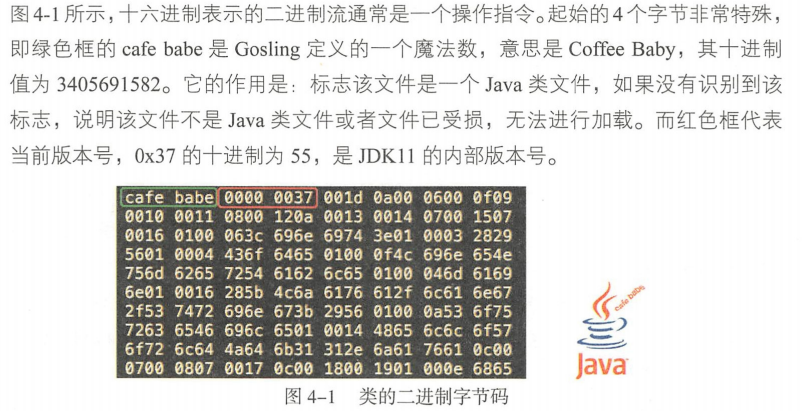 图4-1所示，十六进制表示的二进制流通常是一个操作指令。起始的4个字节非常特殊，
即绿色框的 cafe babe 是 Gosling 定义的一个魔法数，意思是 Coffee Baby，其十进制
值为 3405691582。它的作用是：标志该文件是一个 Java 类文件，如果没有识别到该
标志，说明该文件不是 Java 类文件或者文件已受损，无法进行加载。而红色框代表
当前版本号，0x37 的十进制为 55，是 JDK11 的内部版本号。
cafe babe 0000 0037 001d 0a00 0600 0f09
0010 0011 0800 120a 0013 0014 0700 1507
0016 0100 063c 696e 6974 3e01 0003 2829
5601 0004 436f 6465 0100 0f4c 696e 654e
756d 6265 7254 6162 6c65 0100 046d 6169
6e01 0016 285b 4c6a 6176 612f 6c61 6e67
2f53 7472 696e 673b 2956 0100 0a53 6f75
7263 6546 696c 6501 0014 4865 6c6c 6f57
6f72 6c64 4a64 6b31 312e 6a61 7661 0c00
0700 0807 0017 0c00 1800 1901 000e 6865
cafe babe
Java
图 4-1 类的二进制字节码